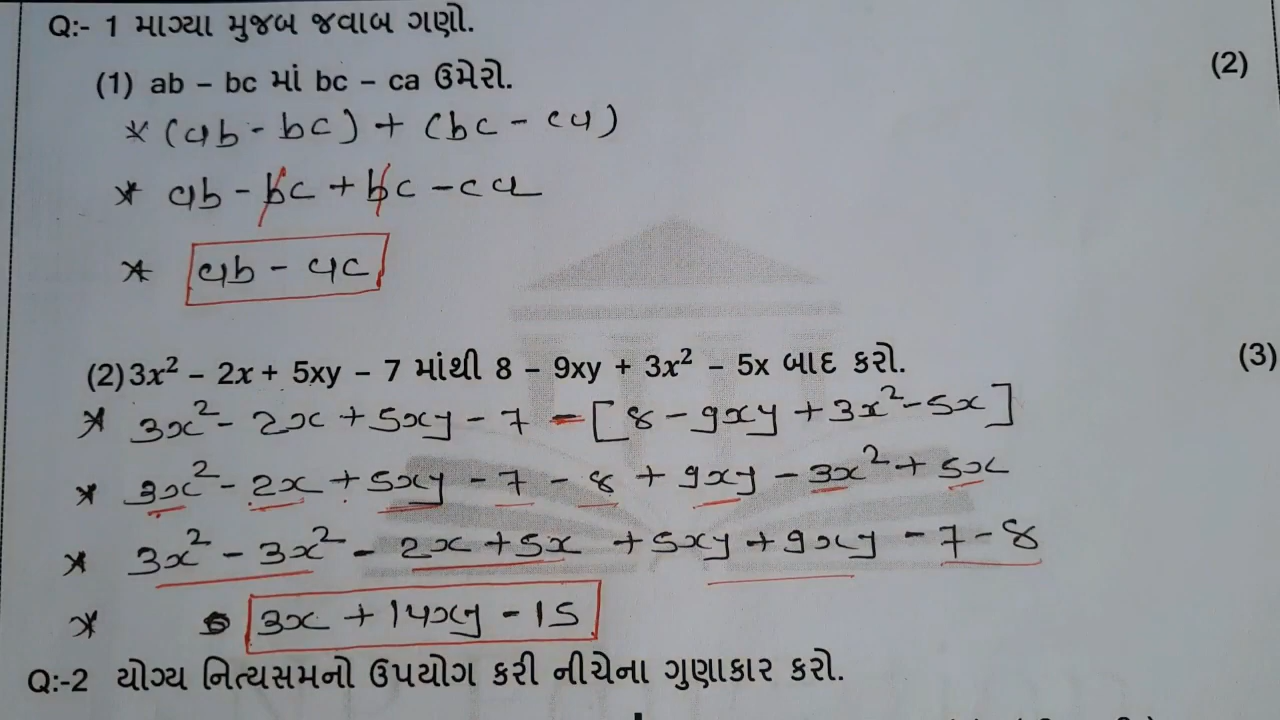 Q:- 1 માગ્યા મુજબ જવાબ ગણો.
(1) ab – bc માં bc – ca ઉમેરો. (2)
* (ab - bc) + (bc - ca)
* ab - bc + bc - ca
* ab - ac
(2) 3x² – 2x + 5xy – 7 માંથી 8 – 9xy + 3x² – 5x બાદ કરો. (3)
* 3x² - 2x + 5xy - 7 - [8 - 9xy + 3x² - 5x]
* 3x² - 2x + 5xy - 7 - 8 + 9xy - 3x² + 5x
* 3x² - 3x² - 2x + 5x + 5xy + 9xy - 7 - 8
* 3x + 14xy - 15
Q:-2 યોગ્ય નિત્યસમનો ઉપયોગ કરી નીચેના ગુણાકાર કરો.